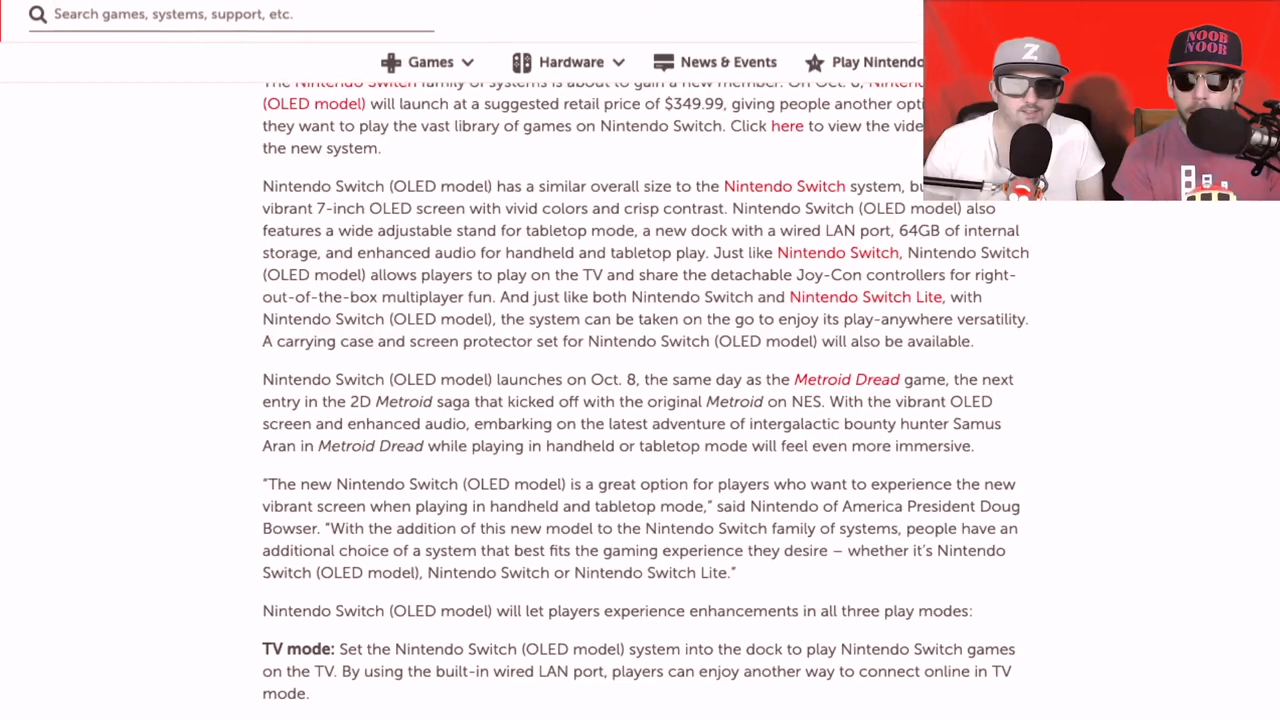 Search games, systems, support, etc.
Games
Hardware
News & Events
Play Nintendo
The Nintendo Switch family of systems is about to gain a new member. On Oct. 8,
(OLED model) will launch at a suggested retail price of $349.99, giving people another
they want to play the vast library of games on Nintendo Switch. Click here to view the
the new system.
Nintendo Switch (OLED model) has a similar overall size to the Nintendo Switch system,
vibrant 7-inch OLED screen with vivid colors and crisp contrast. Nintendo Switch (OLED model) also
features a wide adjustable stand for tabletop mode, a new dock with a wired LAN port, 64GB of internal
storage, and enhanced audio for handheld and tabletop play. Just like Nintendo Switch, Nintendo Switch
(OLED model) allows players to play on the TV and share the detachable Joy-Con controllers for right-
out-of-the-box multiplayer fun. And just like both Nintendo Switch and Nintendo Switch Lite, with
Nintendo Switch (OLED model), the system can be taken on the go to enjoy its play-anywhere versatility.
A carrying case and screen protector set for Nintendo Switch (OLED model) will also be available.
Nintendo Switch (OLED model) launches on Oct. 8, the same day as the Metroid Dread game, the next
entry in the 2D Metroid saga that kicked off with the original Metroid on NES. With the vibrant OLED
screen and enhanced audio, embarking on the latest adventure of intergalactic bounty hunter Samus
Aran in Metroid Dread while playing in handheld or tabletop mode will feel even more immersive.
“The new Nintendo Switch (OLED model) is a great option for players who want to experience the new
vibrant screen when playing in handheld and tabletop mode,” said Nintendo of America President Doug
Bowser. “With the addition of this new model to the Nintendo Switch family of systems, people have an
additional choice of a system that best fits the gaming experience they desire – whether it’s Nintendo
Switch (OLED model), Nintendo Switch or Nintendo Switch Lite.”
Nintendo Switch (OLED model) will let players experience enhancements in all three play modes:
TV mode: Set the Nintendo Switch (OLED model) system into the dock to play Nintendo Switch games
on the TV. By using the built-in wired LAN port, players can enjoy another way to connect online in TV
mode.
Z
NOOB
NOOB